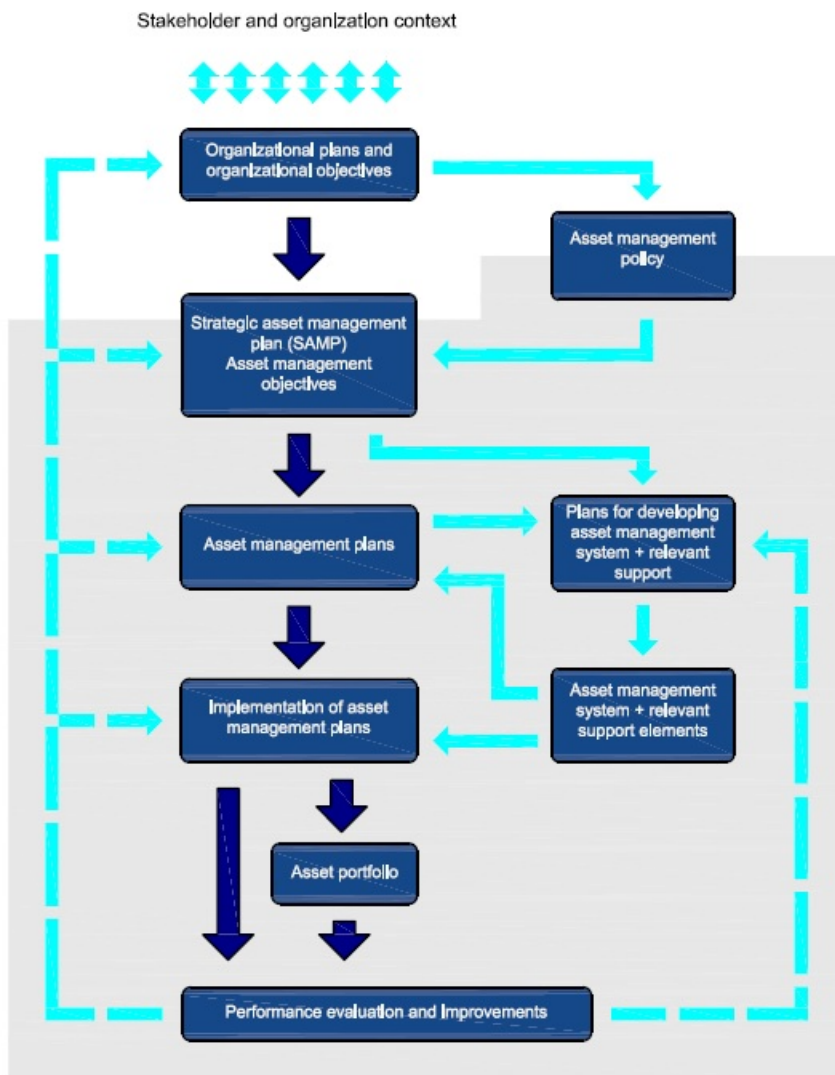 Stakeholder and organization context
Organizational plans and
organizational objectives
Asset management
policy
Strategic asset management
plan (SAMP)
Asset management
objectives
Asset management plans
Plans for developing
asset management
system + relevant
support
Implementation of asset
management plans
Asset management
system + relevant
support elements
Asset portfolio
Performance evaluation and Improvements